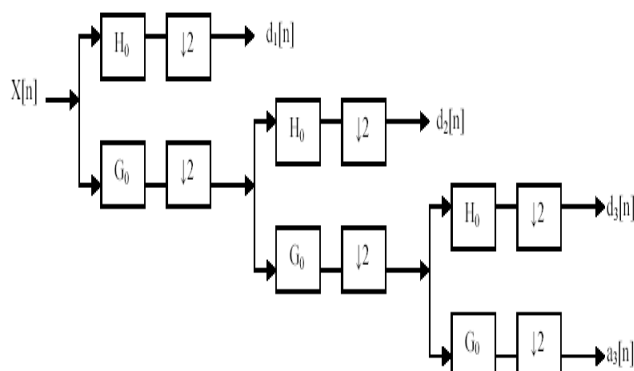 H₀ ↓2 d₁[n]
X[n]
G₀ ↓2 H₀ ↓2 d₂[n]
G₀ ↓2 H₀ ↓2 d₃[n]
G₀ ↓2 a₃[n]